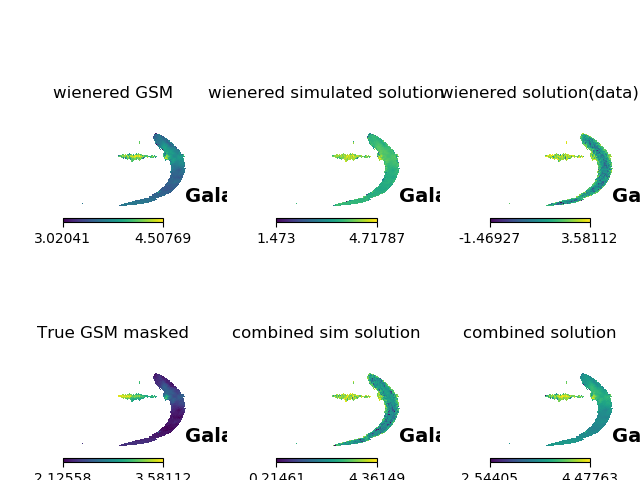 wienered GSM
wienered simulated solution
wienered solution(data)
Gala
Gala
Ga
3.02041 4.50769
1.473 4.71787
-1.46927 3.58112
True GSM masked
combined sim solution
combined solution
Gala
Gala
Ga
2.12558 3.58112
0.21461 4.36149
2.54405 4.47763